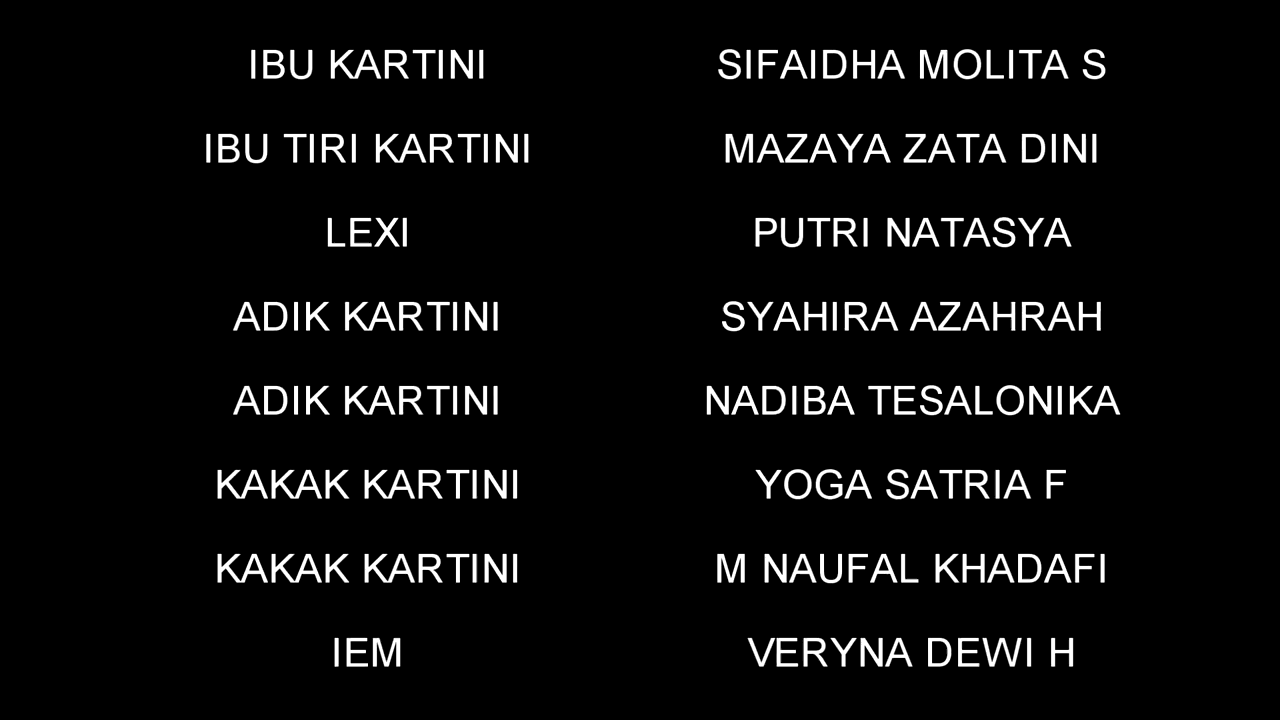 IBU KARTINI SIFAIDHA MOLITA S
IBU TIRI KARTINI MAZAYA ZATA DINI
LEXI PUTRI NATASYA
ADIK KARTINI SYAHIRA AZAHRAH
ADIK KARTINI NADIBA TESALONIKA
KAKAK KARTINI YOGA SATRIA F
KAKAK KARTINI M NAUFAL KHADAFI
IEM VERYNA DEWI H